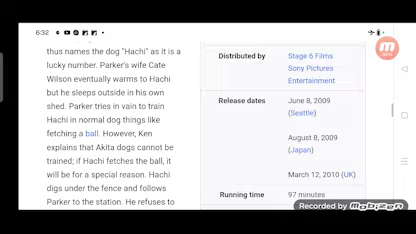 6:32
thus names the dog "Hachi" as it is a
lucky number. Parker's wife Cate
Wilson eventually warms to Hachi
but he sleeps outside in his own
shed. Parker tries in vain to train
Hachi in normal dog things like
fetching a ball. However, Ken
explains that Akita dogs cannot be
trained; if Hachi fetches the ball, it
will be for a special reason. Hachi
digs under the fence and follows
Parker to the station. He refuses to
Distributed by
Stage 6 Films
Sony Pictures
Entertainment
Release dates
June 8, 2009
(Seattle)
August 8, 2009
(Japan)
March 12, 2010 (UK)
Running time
97 minutes
Recorded by
Mobizen